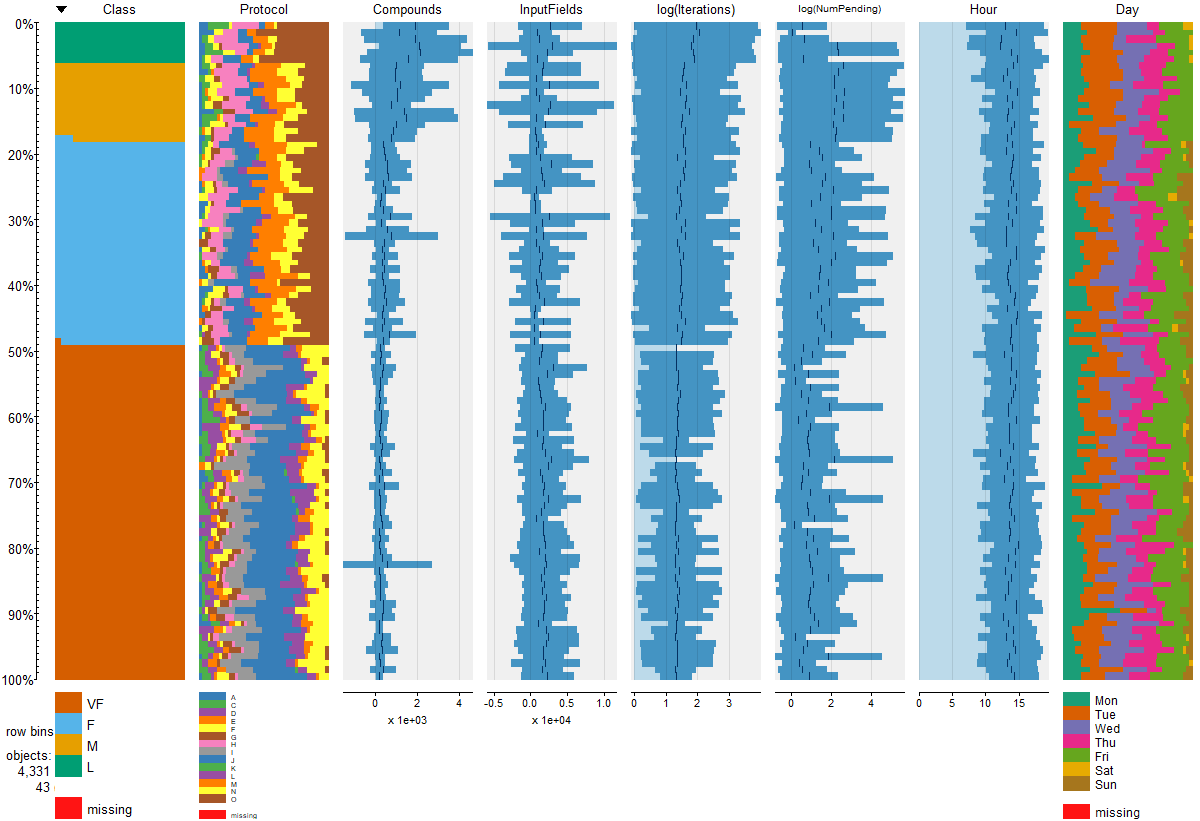 Class Protocol Compounds InputFields log(Iterations) log(NumPending) Hour Day
0%
10%
20%
30%
40%
50%
60%
70%
80%
90%
100%
0 2 4 -0.5 0.0 0.5 1.0 0 1 2 3 0 2 4 0 5 10 15
x 1e+03 x 1e+04
row bins
objects:
4,331
43
VF
F
M
L
missing
A
C
D
E
F
G
H
I
J
K
L
M
N
O
missing
Mon
Tue
Wed
Thu
Fri
Sat
Sun
missing